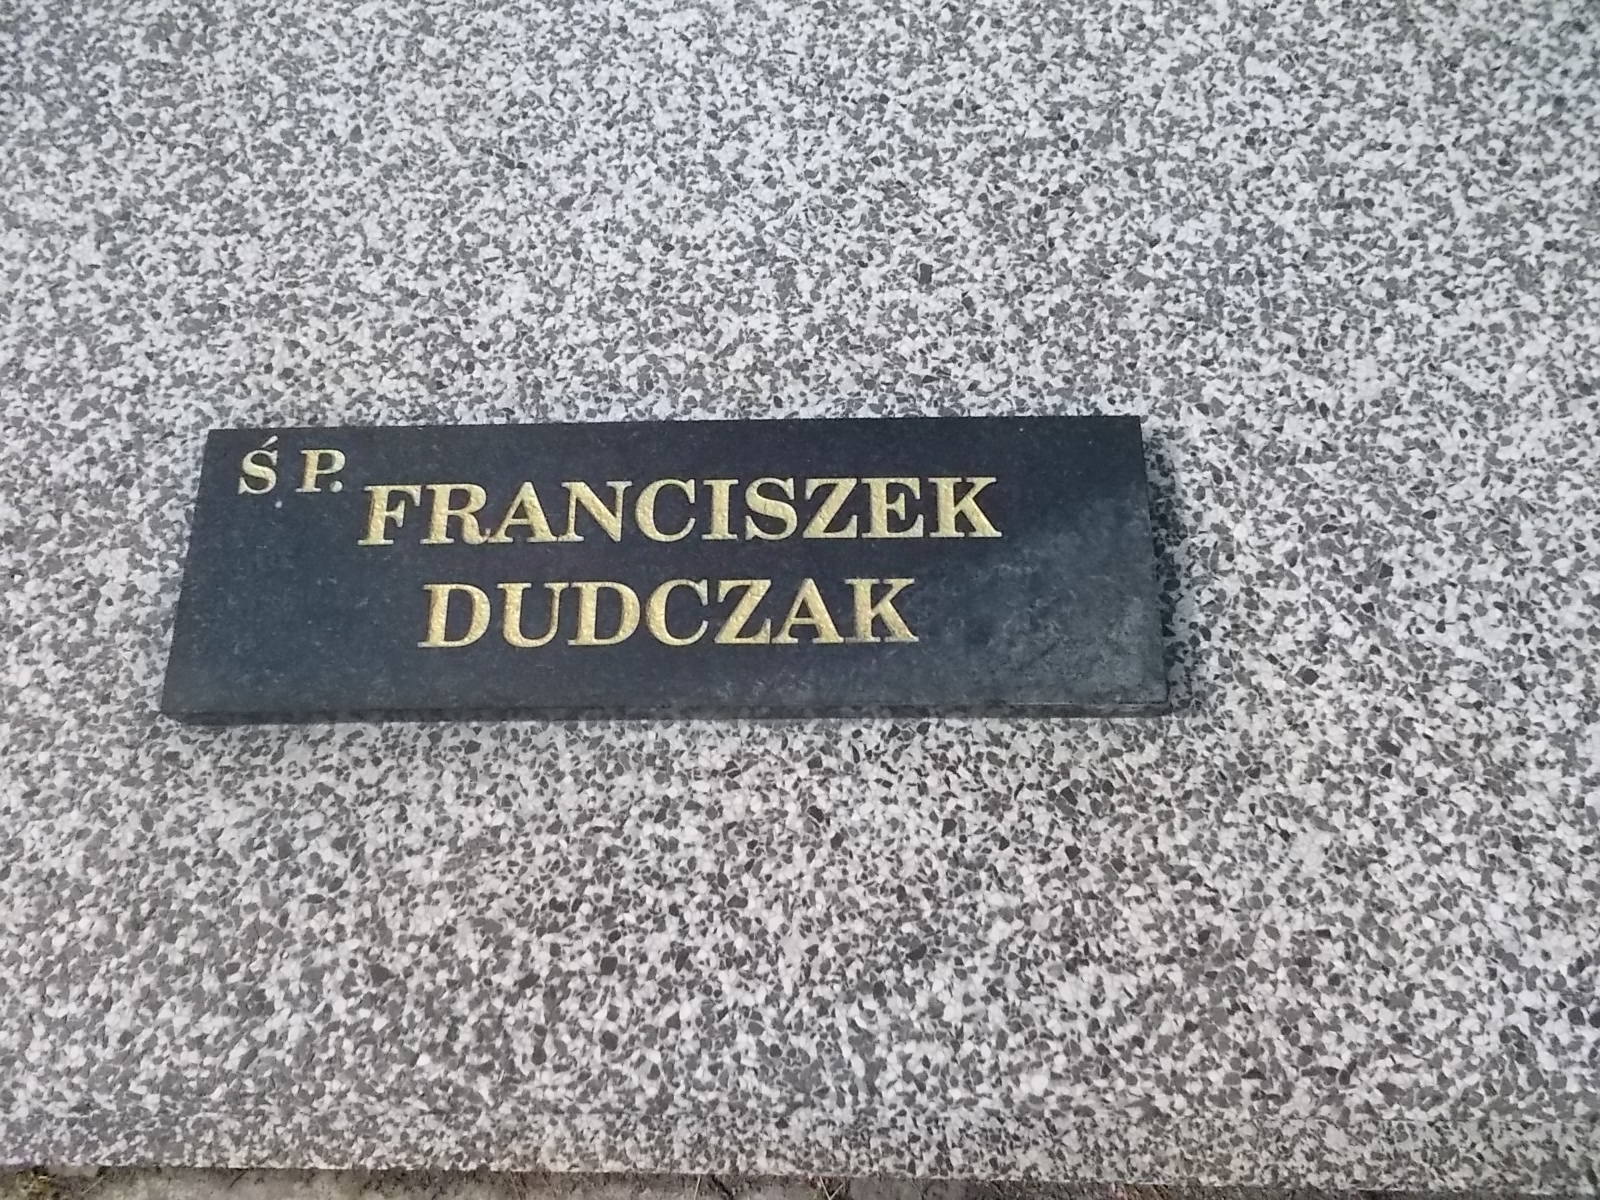 Ś P.
FRANCISZEK
DUDCZAK